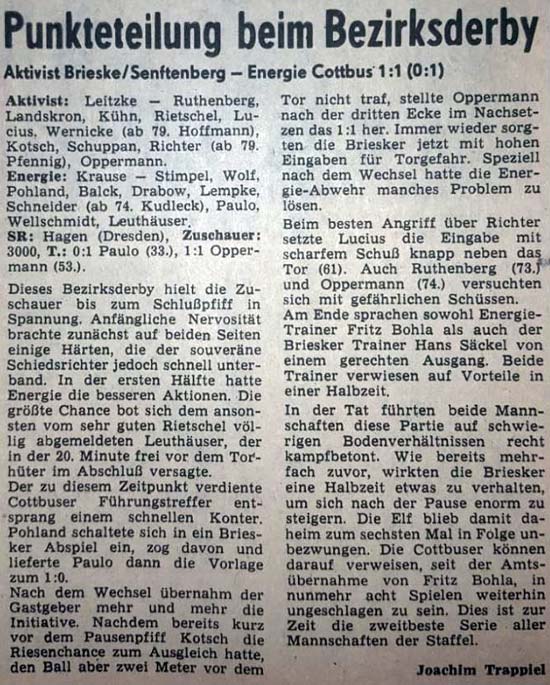 Punkteteilung beim Bezirksderby
Aktivist Brieske/Senftenberg — Energie Cottbus 1:1 (0:1)
Aktivist: Leitzke — Ruthenberg,
Landskron, Kühn, Rietschel, Lu-
cius, Wernicke (ab 79. Hoffmann),
Kotsch, Schuppan, Richter (ab 79.
Pfennig), Oppermann.
Energie: Krause — Stimpel, Wolf,
Pohland, Balck, Drabow, Lempke,
Schneider (ab 74. Kudleck), Paulo,
Wellschmidt, Leuthäuser.
SR: Hagen (Dresden), Zuschauer:
3000, T.: 0:1 Paulo (33.), 1:1 Opper-
mann (53.).
Dieses Bezirksderby hielt die Zu-
schauer bis zum Schlußpfiff in
Spannung. Anfängliche Nervosität
brachte zunächst auf beiden Seiten
einige Härten, die der souveräne
Schiedsrichter jedoch schnell unter-
band. In der ersten Hälfte hatte
Energie die besseren Aktionen. Die
größte Chance bot sich dem anson-
sten vom sehr guten Rietschel völ-
lig abgemeldeten Leuthäuser, der
in der 20. Minute frei vor dem Tor-
hüter im Abschluß versagte.
Der zu diesem Zeitpunkt verdiente
Cottbuser Führungstreffer ent-
sprang einem schnellen Konter.
Pohland schaltete sich in ein Bries-
ker Abspiel ein, zog davon und
lieferte Paulo dann die Vorlage
zum 1:0.
Nach dem Wechsel übernahm der
Gastgeber mehr und mehr die
Initiative. Nachdem bereits kurz
vor dem Pausenpfiff Kotsch die
Riesenchance zum Ausgleich hatte,
den Ball aber zwei Meter vor dem
Tor nicht traf, stellte Oppermann
nach der dritten Ecke im Nachset-
zen das 1:1 her. Immer wieder sorg-
ten die Briesker jetzt mit hohen
Eingaben für Torgefahr. Speziell
nach dem Wechsel hatte die Ener-
gie-Abwehr manches Problem zu
lösen.
Beim besten Angriff über Richter
setzte Lucius die Eingabe mit
scharfem Schuß knapp neben das
Tor (61). Auch Ruthenberg (73.)
und Oppermann (74.) versuchten
sich mit gefährlichen Schüssen.
Am Ende sprachen sowohl Energie-
Trainer Fritz Bohla als auch der
Briesker Trainer Hans Säckel von
einem gerechten Ausgang. Beide
Trainer verwiesen auf Vorteile in
einer Halbzeit.
In der Tat führten beide Mann-
schaften diese Partie auf schwie-
rigen Bodenverhältnissen recht
kampfbetont. Wie bereits mehr-
fach zuvor, wirkten die Briesker
eine Halbzeit etwas zu verhalten,
um sich nach der Pause enorm zu
steigern. Die Elf blieb damit da-
heim zum sechsten Mal in Folge un-
bezwungen. Die Cottbuser können
darauf verweisen, seit der Amts-
übernahme von Fritz Bohla, in
nunmehr acht Spielen weiterhin
ungeschlagen zu sein. Dies ist zur
Zeit die zweitbeste Serie aller
Mannschaften der Staffel.
Joachim Trappiel